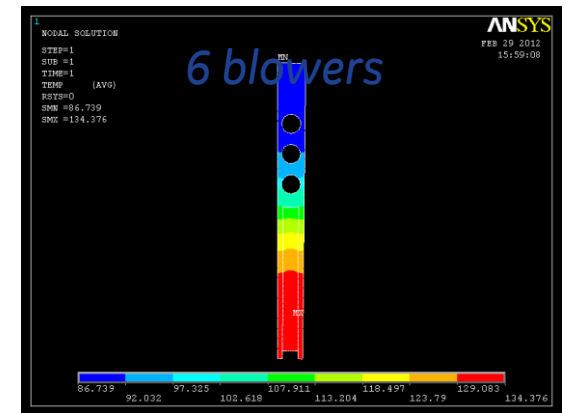 1
NODAL SOLUTION
STEP=1
SUB =1
TIME=1
TEMP (AVG)
RSYS=0
SMN =86.739
SMX =134.376
ANSYS
FEB 29 2012
15:59:08
6 blowers
MN
MX
86.739 97.325 107.911 118.497 129.083
92.032 102.618 113.204 123.79 134.376